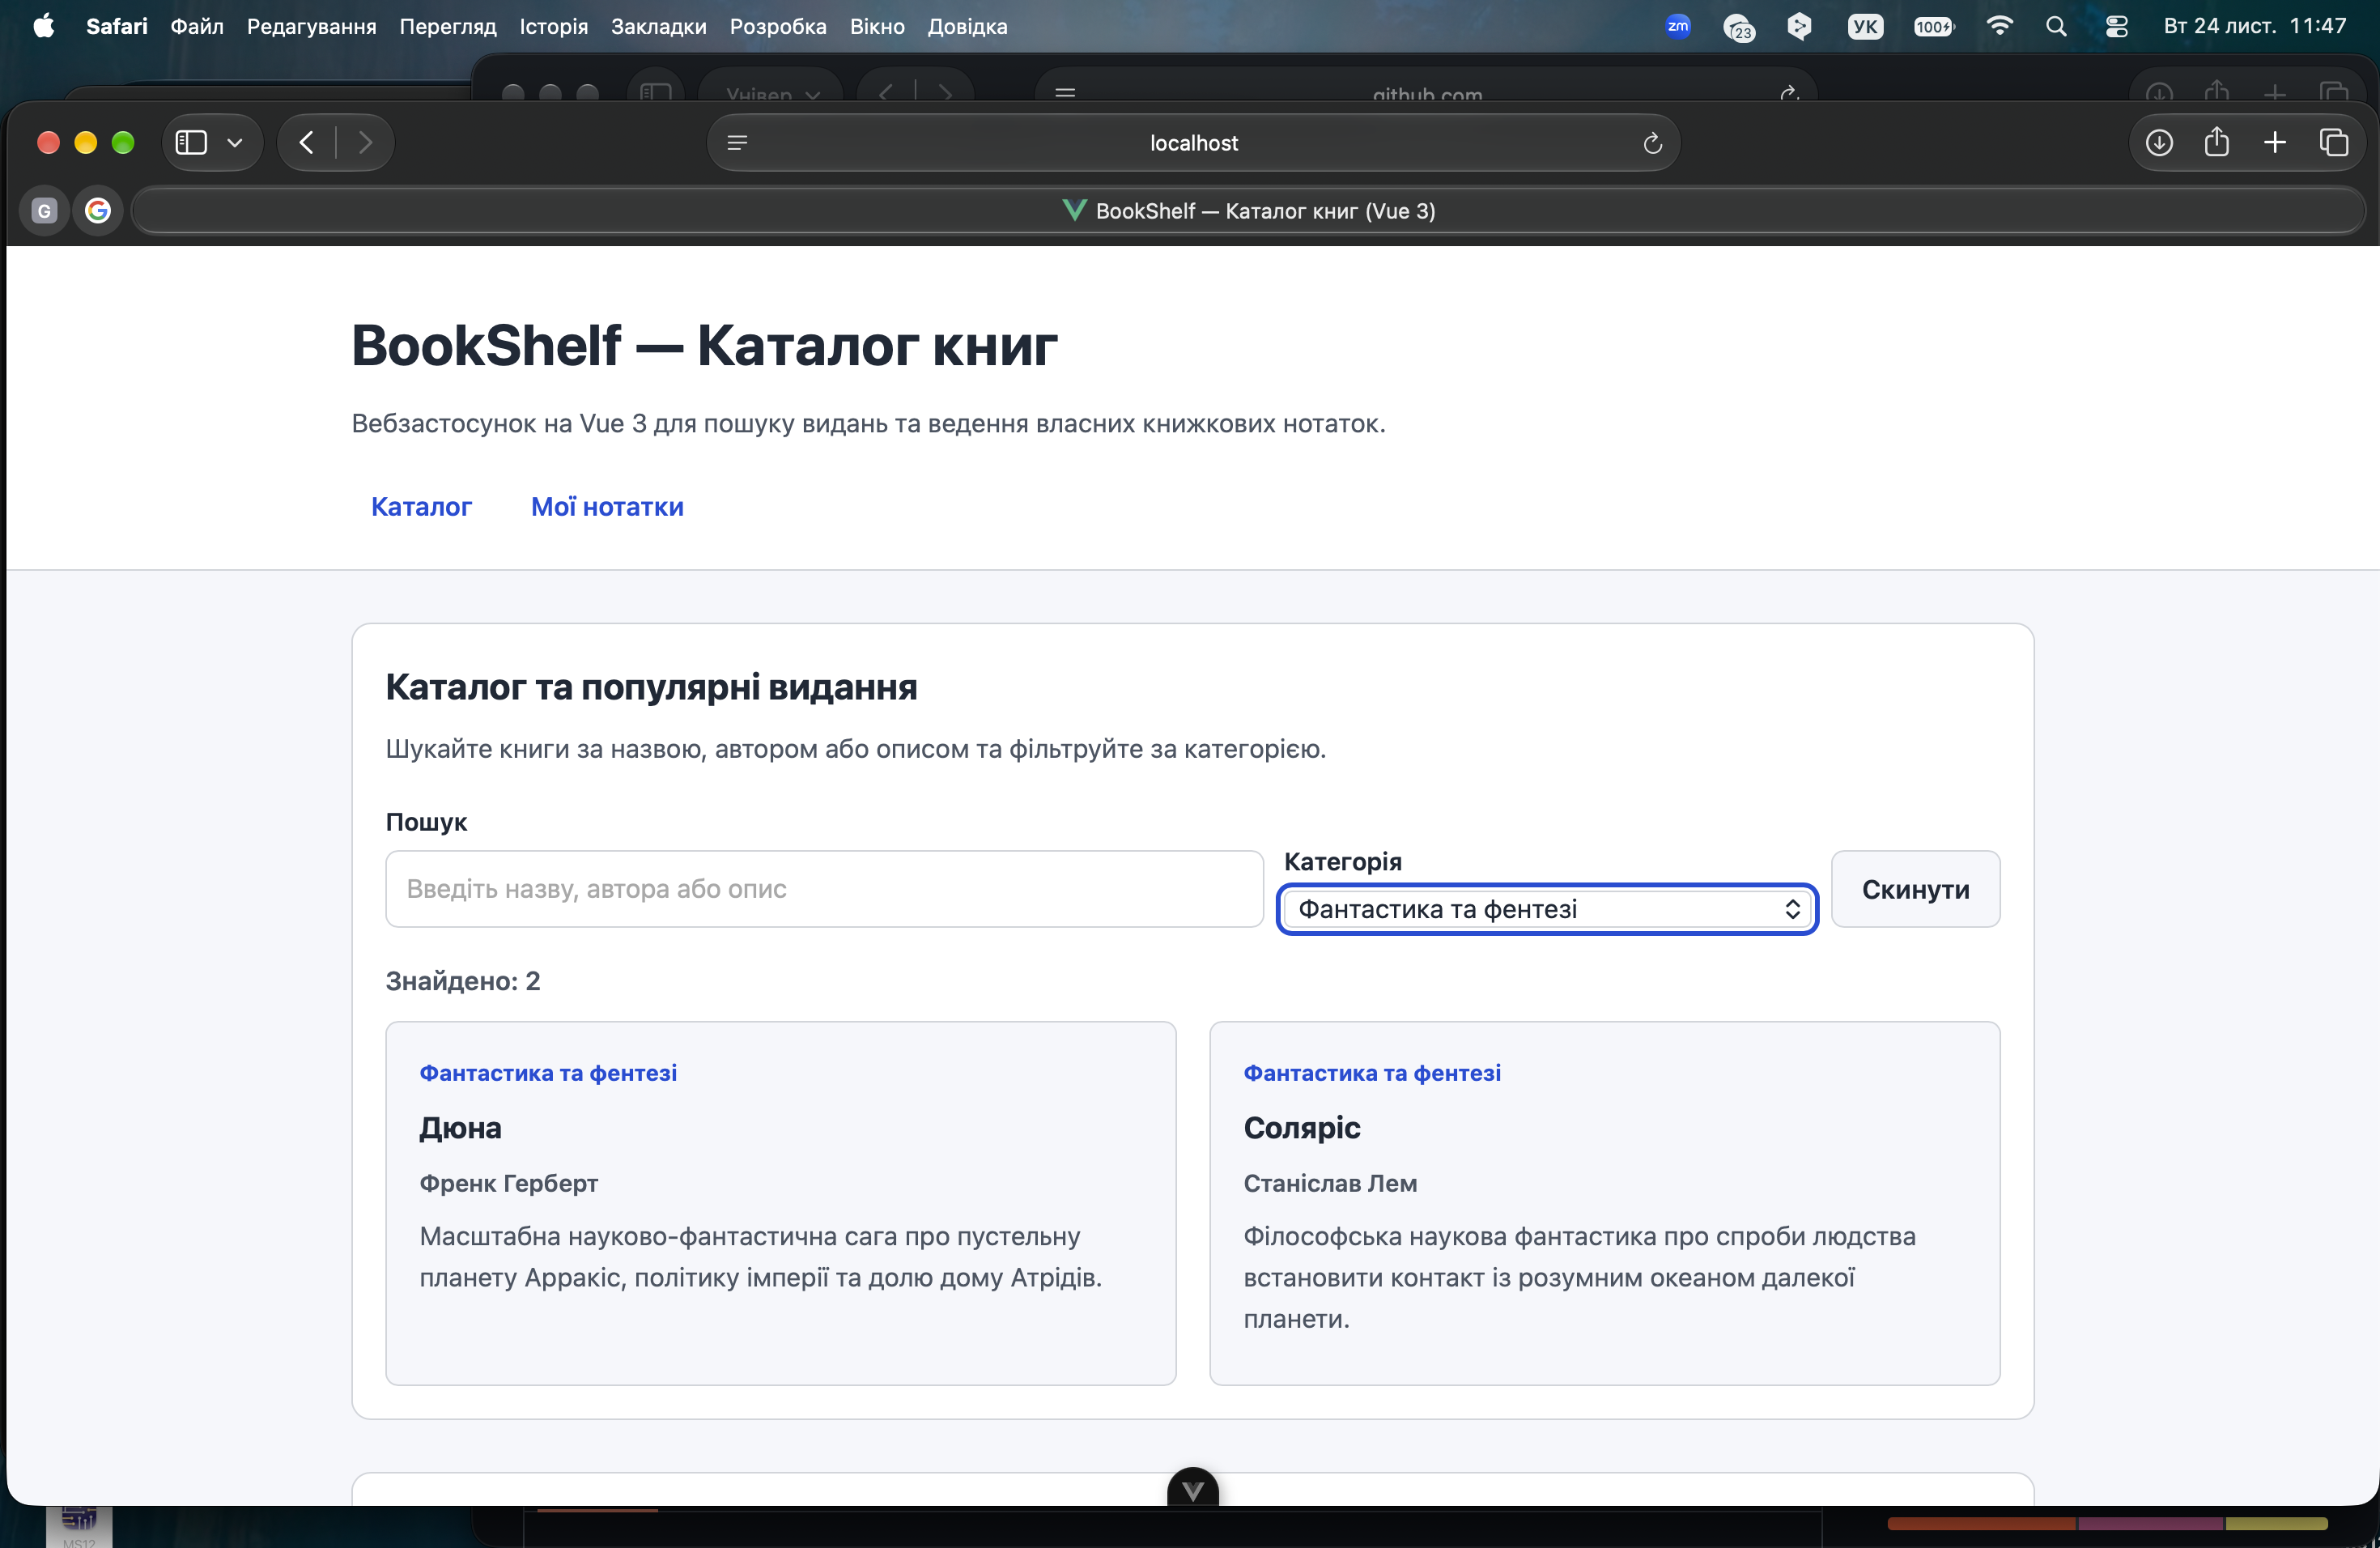 Safari Файл Редагування Перегляд Історія Закладки Розробка Вікно Довідка zm 23 УК 100 Вт 24 лист. 11:47
Універ github.com
localhost
G G BookShelf — Каталог книг (Vue 3)
BookShelf — Каталог книг
Вебзастосунок на Vue 3 для пошуку видань та ведення власних книжкових нотаток.
Каталог Мої нотатки
Каталог та популярні видання
Шукайте книги за назвою, автором або описом та фільтруйте за категорією.
Пошук
Введіть назву, автора або опис
Категорія
Фантастика та фентезі
Скинути
Знайдено: 2
Фантастика та фентезі
Дюна
Френк Герберт
Масштабна науково-фантастична сага про пустельну
планету Арракіс, політику імперії та долю дому Атрідів.
Фантастика та фентезі
Соляріс
Станіслав Лем
Філософська наукова фантастика про спроби людства
встановити контакт із розумним океаном далекої
планети.
MS12